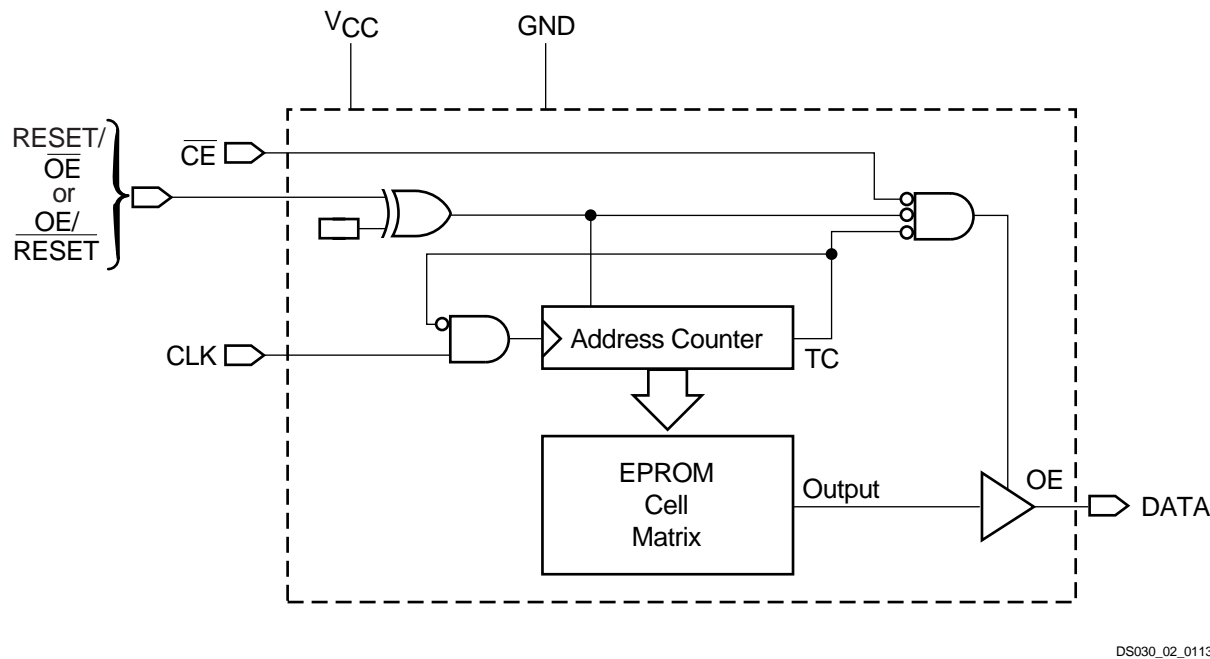 VCC
GND
RESET/
OE
or
OE/
RESET
CE
CLK
Address Counter
TC
EPROM
Cell
Matrix
Output
OE
DATA
DS030_02_0113